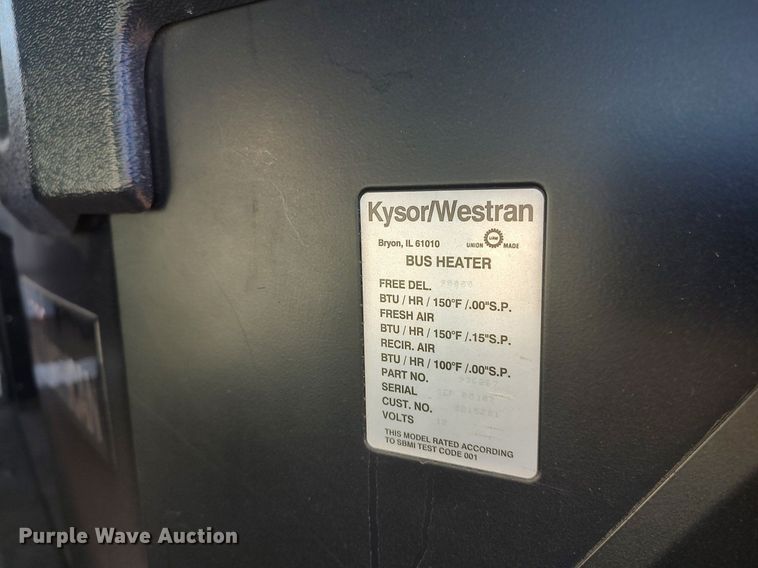 Kysor/Westran
Bryon, IL 61010 UNION MADE
BUS HEATER
FREE DEL.
BTU / HR / 150°F /.00"S.P.
FRESH AIR
BTU / HR / 150°F /.15"S.P.
RECIR. AIR
BTU / HR / 100°F /.00"S.P.
PART NO.
SERIAL
CUST. NO.
VOLTS 12
THIS MODEL RATED ACCORDING
TO SBMI TEST CODE 001
Purple Wave Auction